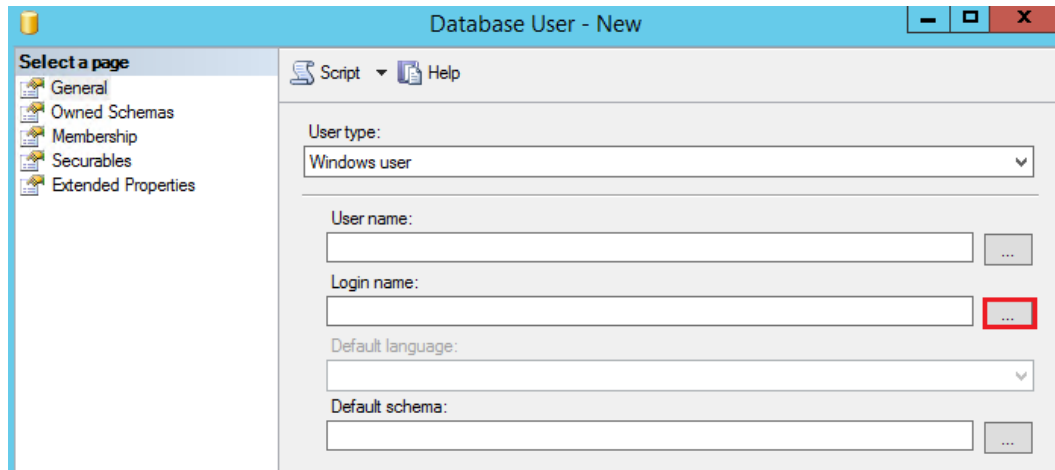 Database User - New
Select a page
General
Owned Schemas
Membership
Securables
Extended Properties
Script
Help
User type:
Windows user
User name:
...
Login name:
...
Default language:
Default schema:
...